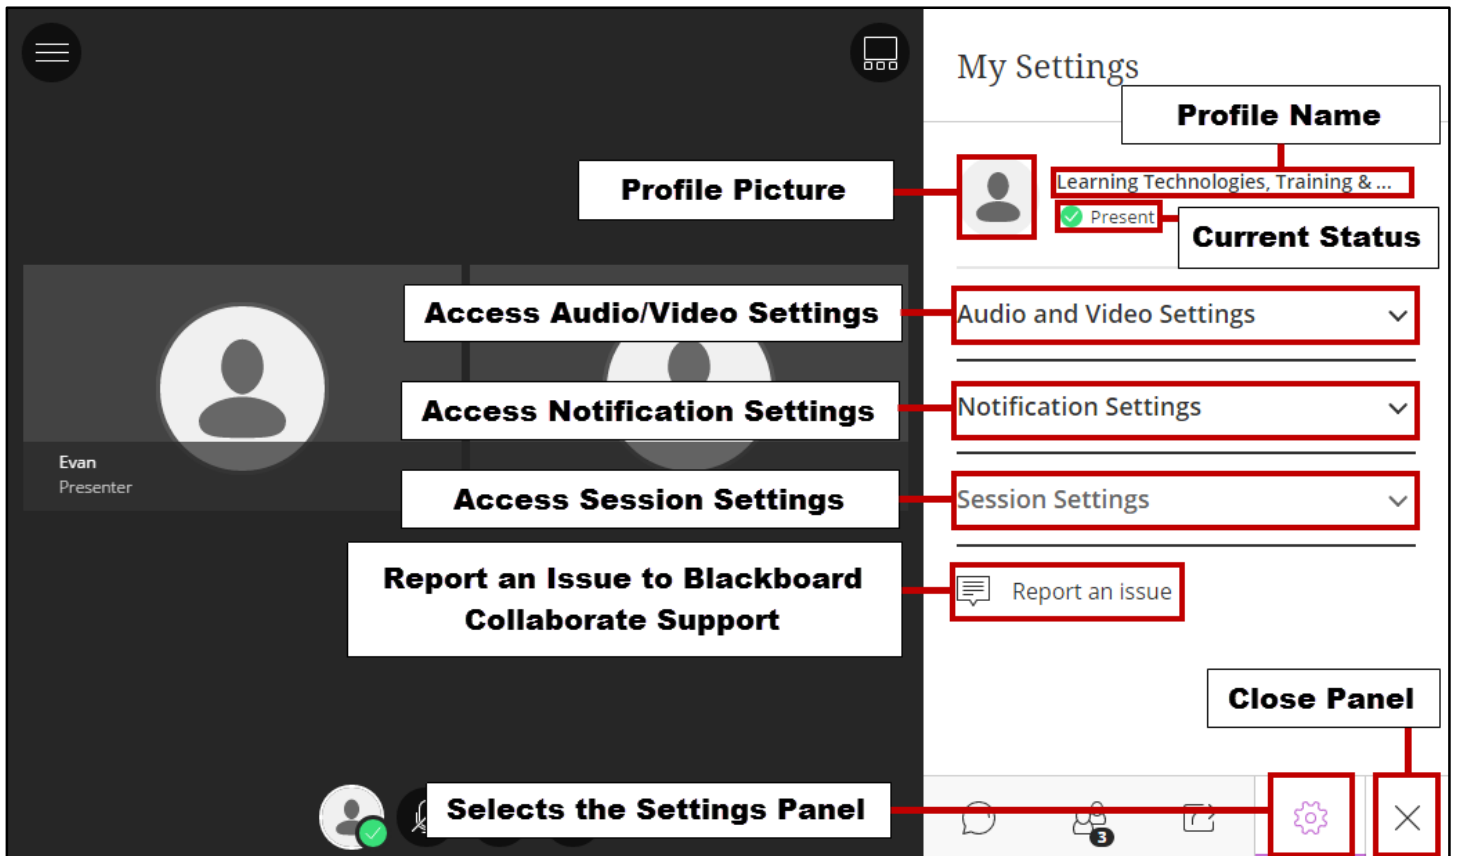 My Settings
Profile Name
Profile Picture
Learning Technologies, Training & ...
Present
Current Status
Access Audio/Video Settings
Audio and Video Settings
Access Notification Settings
Notification Settings
Evan
Presenter
Access Session Settings
Session Settings
Report an Issue to Blackboard
Collaborate Support
Report an issue
Close Panel
Selects the Settings Panel
3